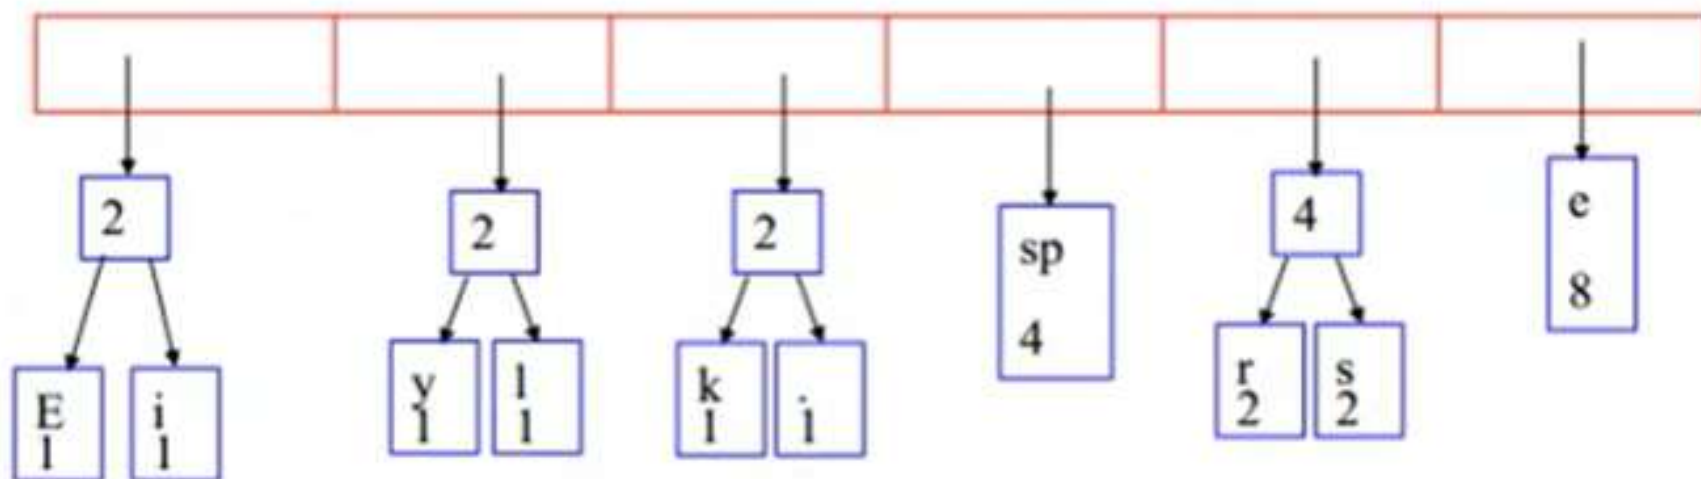 2 2 2 sp 4 4 e 8
E 1 i 1 y 1 l 1 k 1 . 1 r 2 s 2